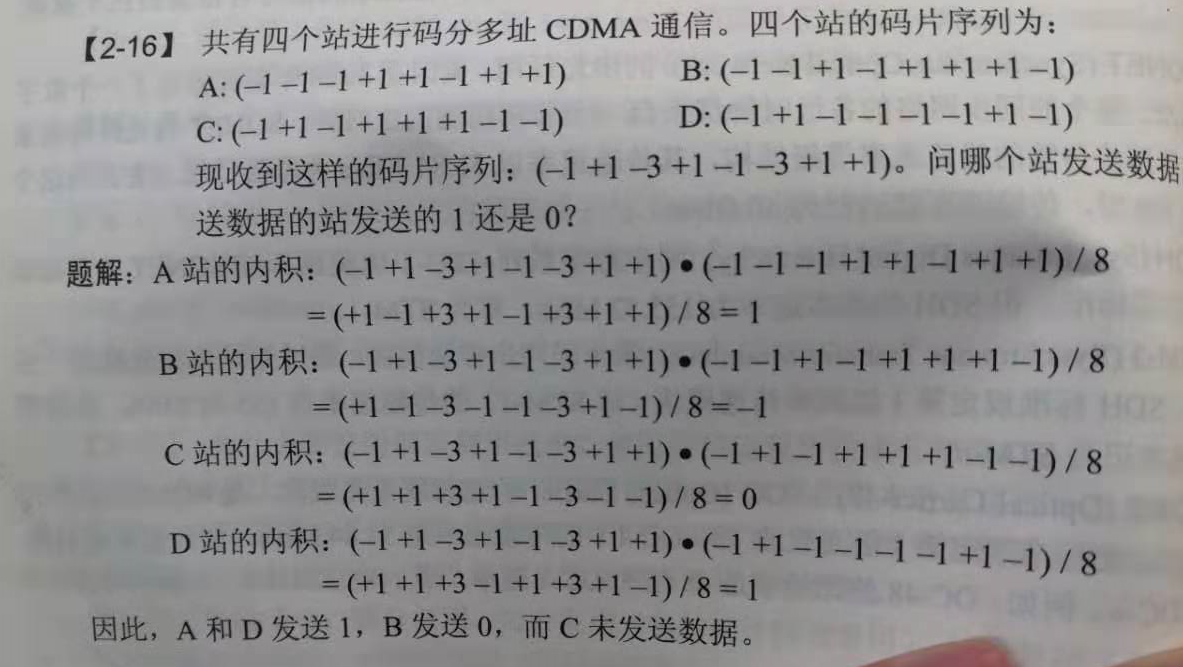 【2-16】 共有四个站进行码分多址 CDMA 通信。四个站的码片序列为：
A: (–1 –1 –1 +1 +1 –1 +1 +1) B: (–1 –1 +1 –1 +1 +1 +1 –1)
C: (–1 +1 –1 +1 +1 +1 –1 –1) D: (–1 +1 –1 –1 –1 –1 +1 –1)
现收到这样的码片序列：(–1 +1 –3 +1 –1 –3 +1 +1)。问哪个站发送数据
送数据的站发送的 1 还是 0？
题解：A 站的内积：(–1 +1 –3 +1 –1 –3 +1 +1) • (–1 –1 –1 +1 +1 –1 +1 +1) / 8
= (+1 –1 +3 +1 –1 +3 +1 +1) / 8 = 1
B 站的内积：(–1 +1 –3 +1 –1 –3 +1 +1) • (–1 –1 +1 –1 +1 +1 +1 –1) / 8
= (+1 –1 –3 –1 –1 –3 +1 –1) / 8 = –1
C 站的内积：(–1 +1 –3 +1 –1 –3 +1 +1) • (–1 +1 –1 +1 +1 +1 –1 –1) / 8
= (+1 +1 +3 +1 –1 –3 –1 –1) / 8 = 0
D 站的内积：(–1 +1 –3 +1 –1 –3 +1 +1) • (–1 +1 –1 –1 –1 –1 +1 –1) / 8
= (+1 +1 +3 –1 +1 +3 +1 –1) / 8 = 1
因此，A 和 D 发送 1，B 发送 0，而 C 未发送数据。